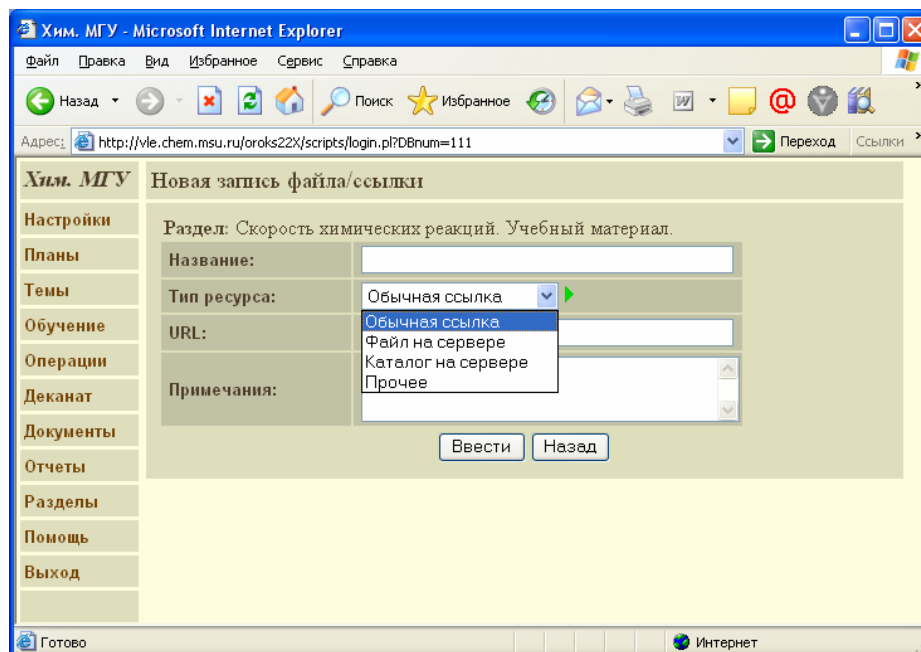 Хим. МГУ - Microsoft Internet Explorer
Файл Правка Вид Избранное Сервис Справка
Назад Поиск Избранное
Адрес: http://vle.chem.msu.ru/oroks22X/scripts/login.pl?DBnum=111 Переход Ссылки
Хим. МГУ Новая запись файла/ссылки
Настройки
Планы
Темы
Обучение
Операции
Деканат
Документы
Отчеты
Разделы
Помощь
Выход
Раздел: Скорость химических реакций. Учебный материал.
Название:
Тип ресурса: Обычная ссылка
Обычная ссылка
Файл на сервере
Каталог на сервере
Прочее
URL:
Примечания:
Ввести Назад
Готово Интернет